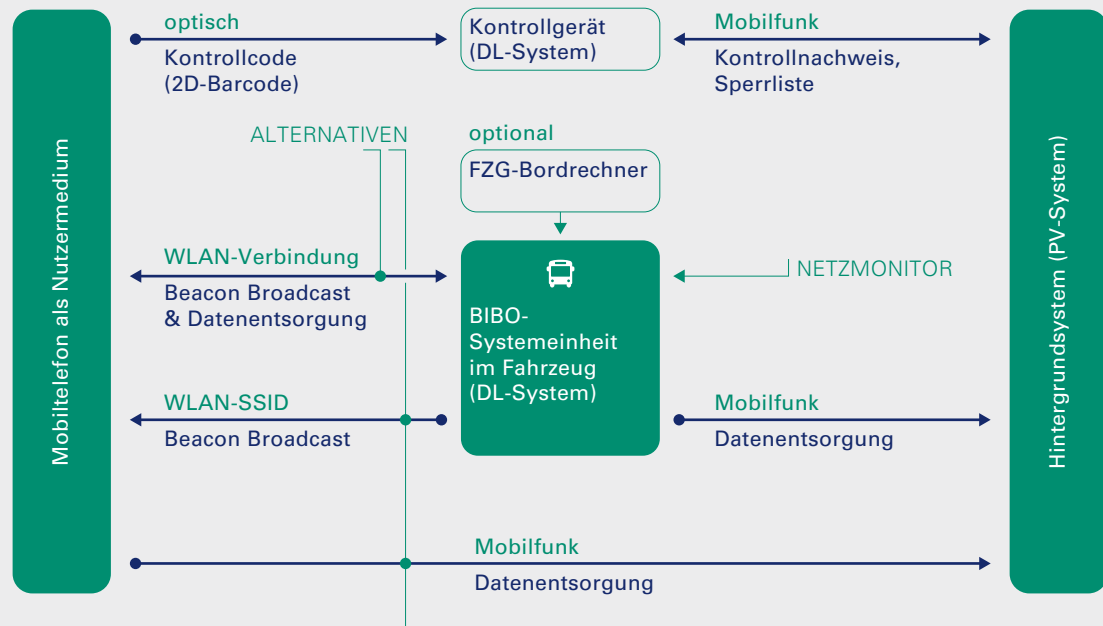 Mobiltelefon als Nutzermedium
optisch
Kontrollcode
(2D-Barcode)
Kontrollgerät
(DL-System)
Mobilfunk
Kontrollnachweis,
Sperrliste
ALTERNATIVEN
optional
FZG-Bordrechner
WLAN-Verbindung
Beacon Broadcast
& Datenentsorgung
NETZMONITOR
BIBO-
Systemeinheit
im Fahrzeug
(DL-System)
WLAN-SSID
Beacon Broadcast
Mobilfunk
Datenentsorgung
Mobilfunk
Datenentsorgung
Hintergrundsystem (PV-System)